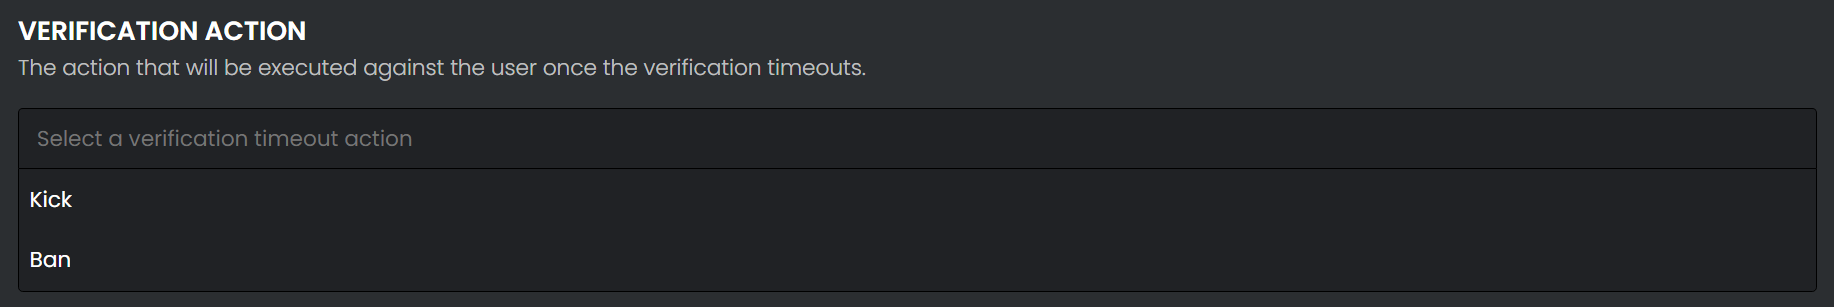 VERIFICATION ACTION
The action that will be executed against the user once the verification timeouts.
Select a verification timeout action
Kick
Ban